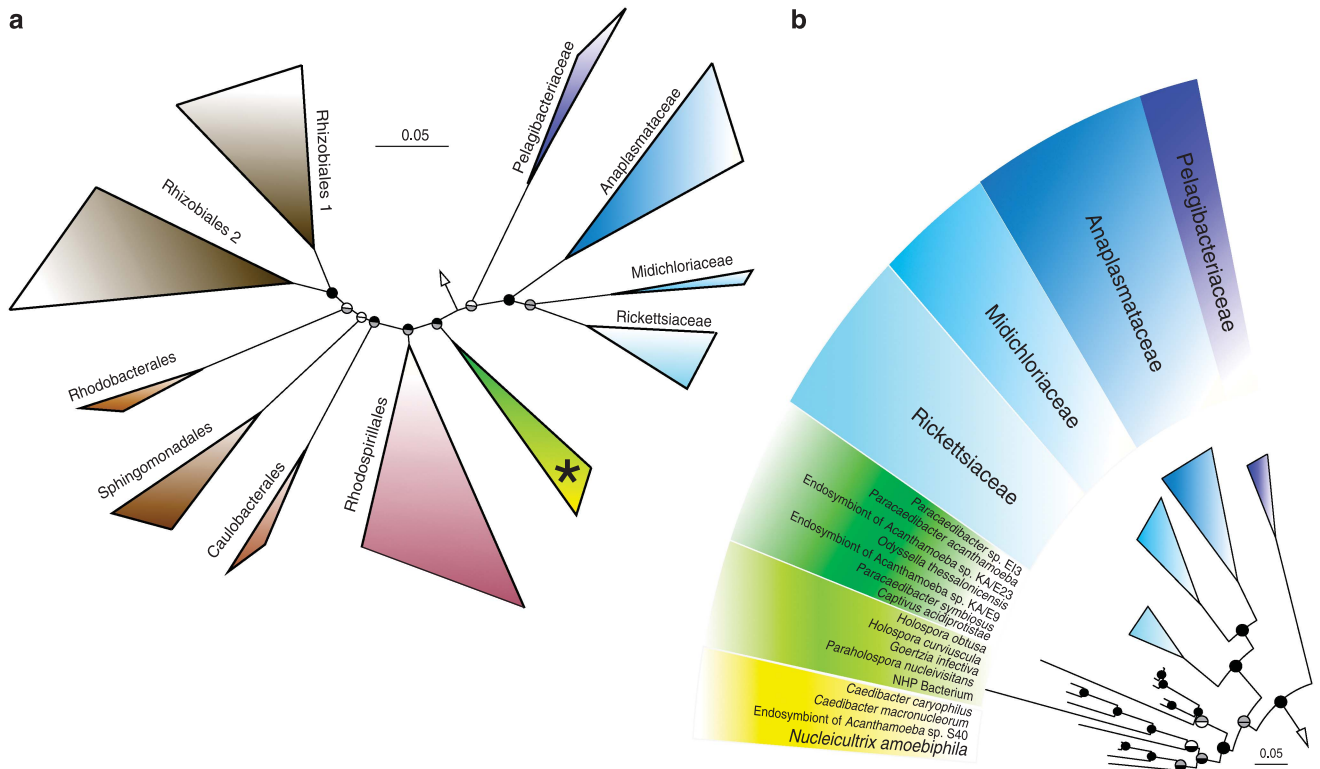 a
b
Pelagibacteriaceae
Anaplasmataceae
Rhizobiales 1
0.05
Rhizobiales 2
Midichloriaceae
Rickettsiaceae
Rhodobacterales
Sphingomonadales
Caulobacterales
Rhodospirillales
*
Pelagibacteriaceae
Anaplasmataceae
Midichloriaceae
Rickettsiaceae
Paracaedibacter sp. EI3
Paracaedibacter acanthamoeba
Endosymbiont of Acanthamoeba sp. KA/E23
Odyssella thessalonicensis
Endosymbiont of Acanthamoeba sp. KA/E9
Paracaedibacter symbiosus
Captivus acidiprotistae
Holospora obtusa
Holospora curviuscula
Goertzia infectiva
Paraholospora nucleivisitans
NHP Bacterium
Caedibacter caryophilus
Caedibacter macronucleorum
Endosymbiont of Acanthamoeba sp. S40
Nucleicultrix amoebiphila
0.05